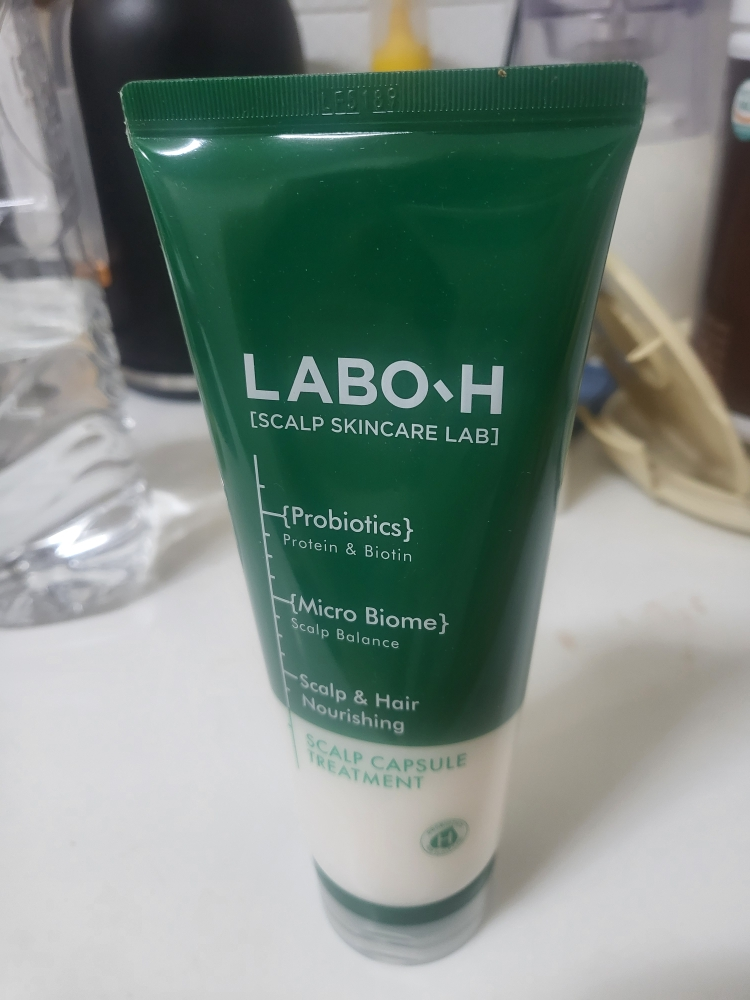 LABO-H
[SCALP SKINCARE LAB]
{Probiotics}
Protein & Biotin
{Micro Biome}
Scalp Balance
Scalp & Hair
Nourishing
SCALP CAPSULE
TREATMENT